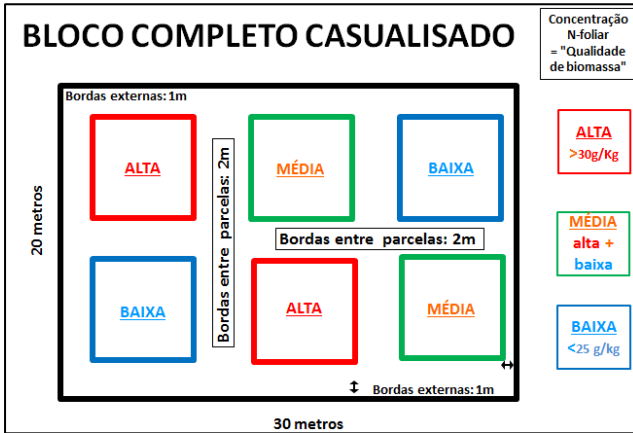 BLOCO COMPLETO CASUALISADO
Concentração
N-foliar
= "Qualidade
de biomassa"
Bordas externas:1m
ALTA
MÉDIA
BAIXA
Bordas entre parcelas: 2m
Bordas entre parcelas: 2m
BAIXA
ALTA
MÉDIA
Bordas externas:1m
20 metros
30 metros
ALTA
>30g/Kg
MÉDIA
alta +
baixa
BAIXA
<25 g/kg